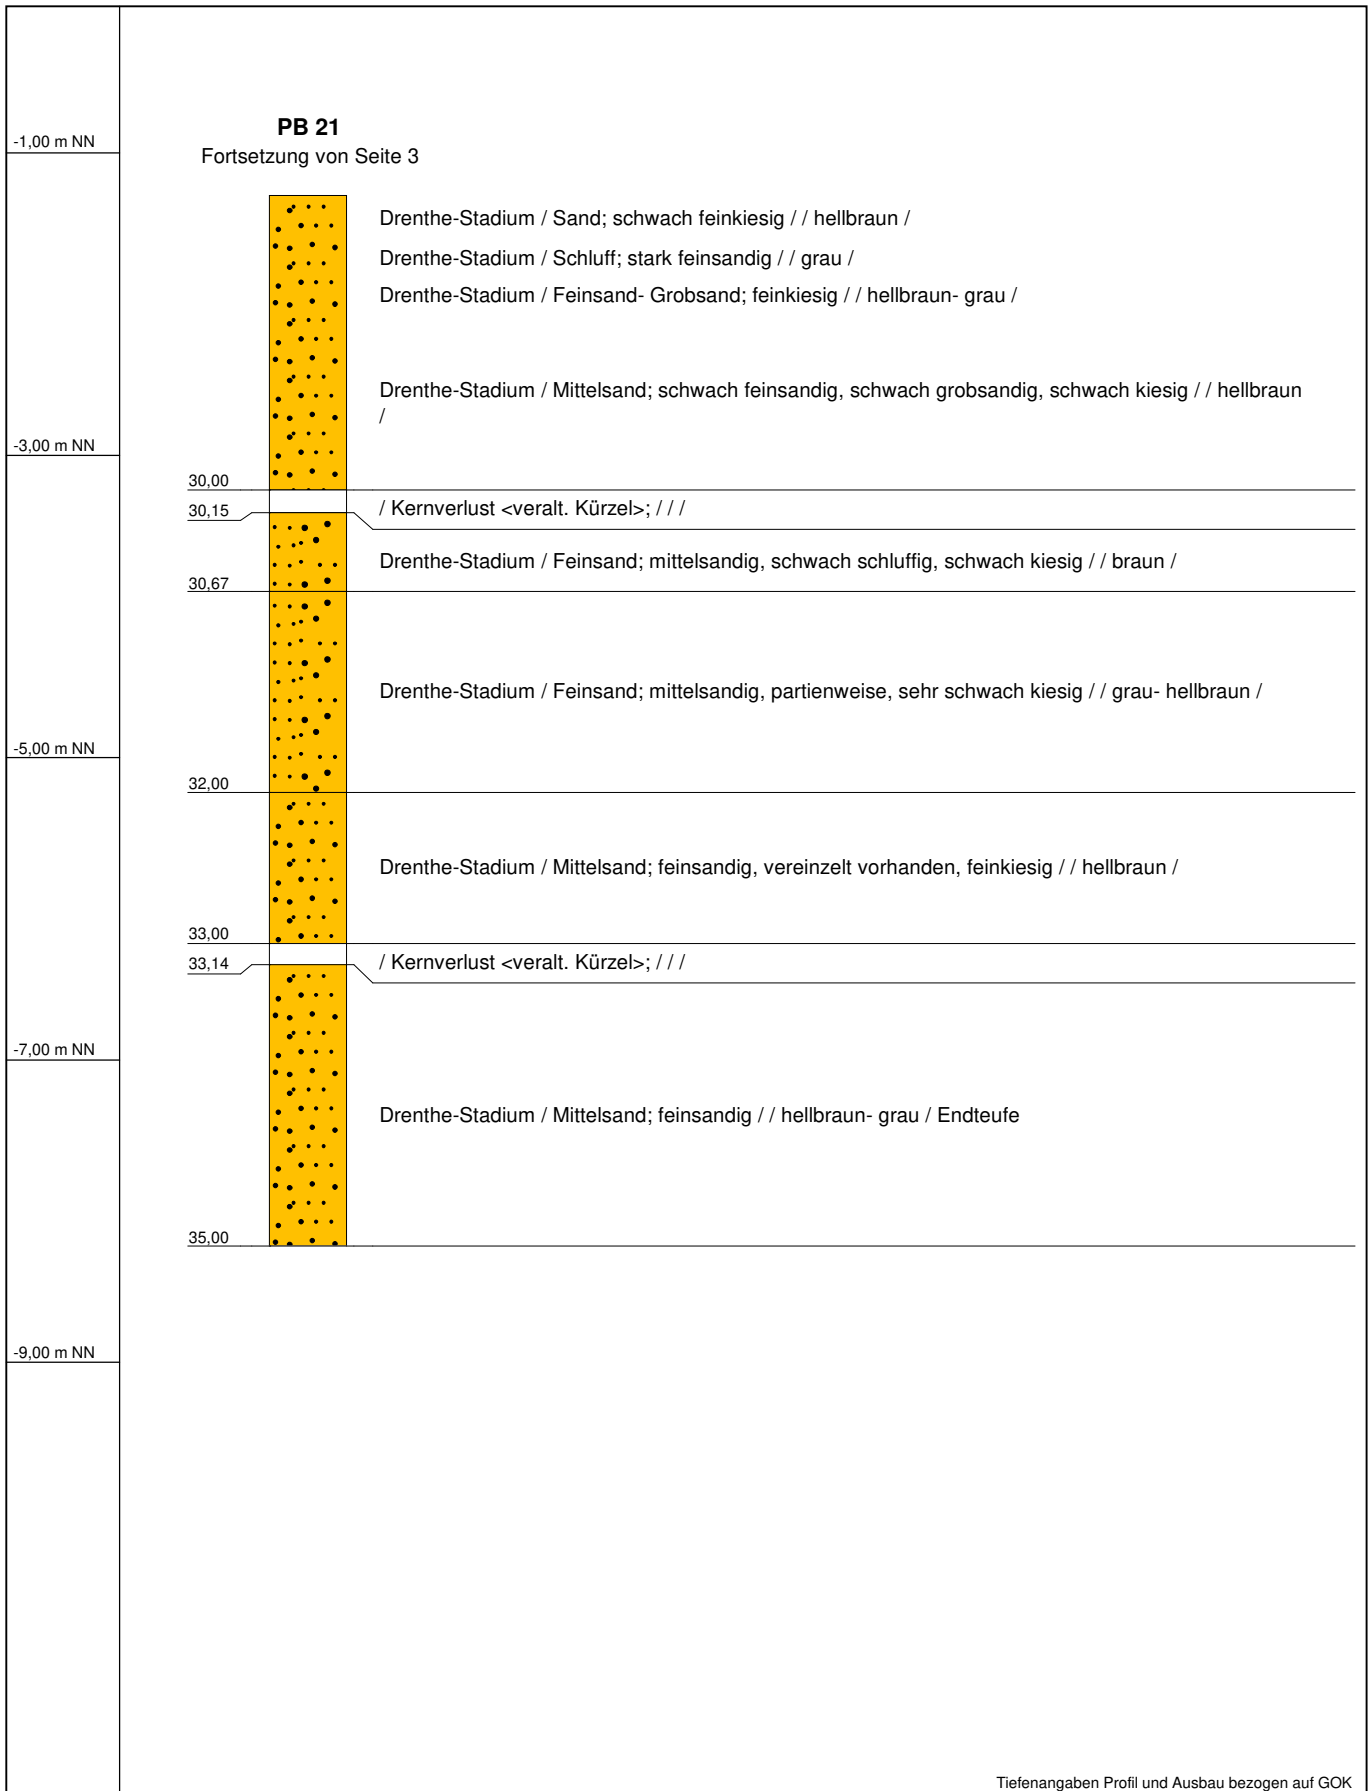 PB 21
-1,00 m NN
Fortsetzung von Seite 3
Drenthe-Stadium / Sand; schwach feinkiesig / / hellbraun /
Drenthe-Stadium / Schluff; stark feinsandig / / grau /
Drenthe-Stadium / Feinsand- Grobsand; feinkiesig / / hellbraun- grau /
Drenthe-Stadium / Mittelsand; schwach feinsandig, schwach grobsandig, schwach kiesig / / hellbraun
/
-3,00 m NN
30,00
/ Kernverlust <veralt. Kürzel>; / / /
30,15
Drenthe-Stadium / Feinsand; mittelsandig, schwach schluffig, schwach kiesig / / braun /
30,67
Drenthe-Stadium / Feinsand; mittelsandig, partienweise, sehr schwach kiesig / / grau- hellbraun /
-5,00 m NN
32,00
Drenthe-Stadium / Mittelsand; feinsandig, vereinzelt vorhanden, feinkiesig / / hellbraun /
33,00
/ Kernverlust <veralt. Kürzel>; / / /
33,14
-7,00 m NN
Drenthe-Stadium / Mittelsand; feinsandig / / hellbraun- grau / Endteufe
35,00
-9,00 m NN
Tiefenangaben Profil und Ausbau bezogen auf GOK